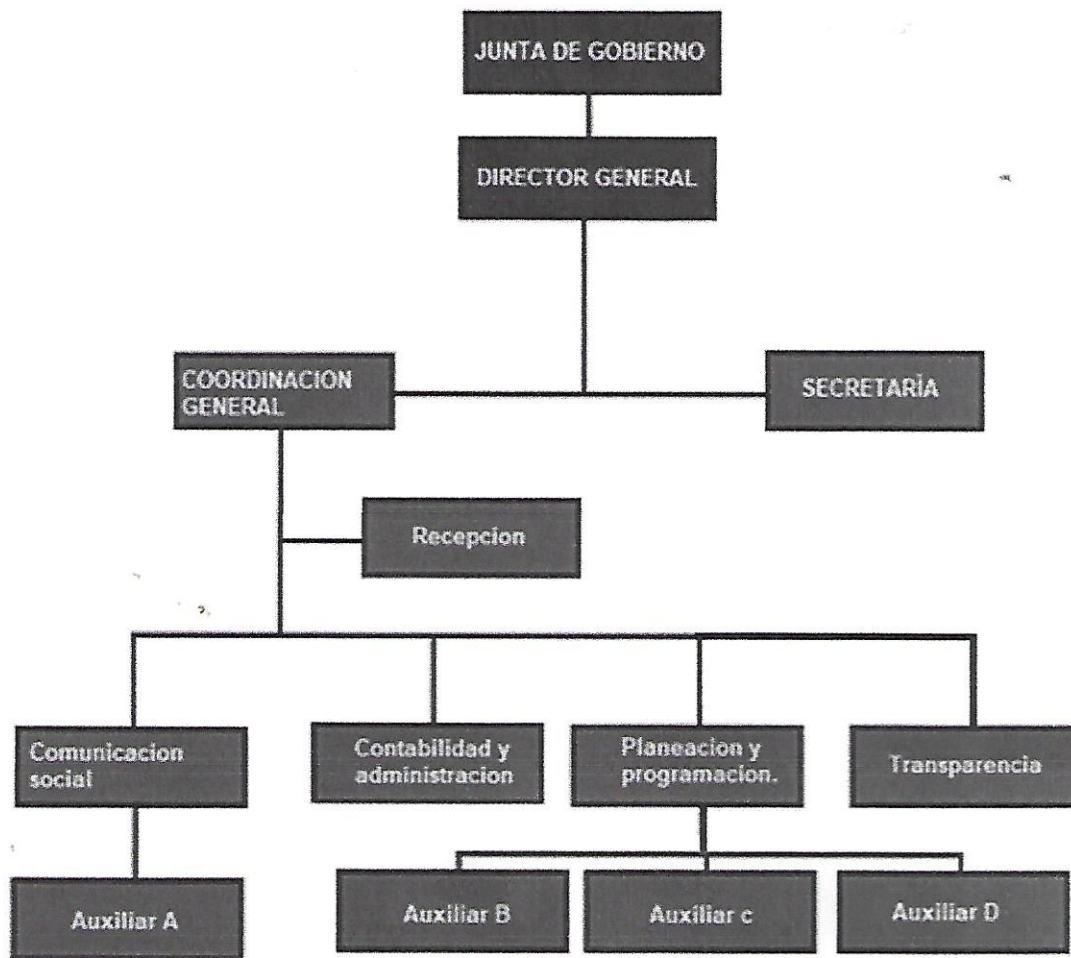 JUNTA DE GOBIERNO
DIRECTOR GENERAL
COORDINACION
GENERAL
SECRETARÍA
Recepcion
Comunicacion
social
Contabilidad y
administracion
Planeacion y
programacion.
Transparencia
Auxiliar A
Auxiliar B
Auxiliar c
Auxiliar D